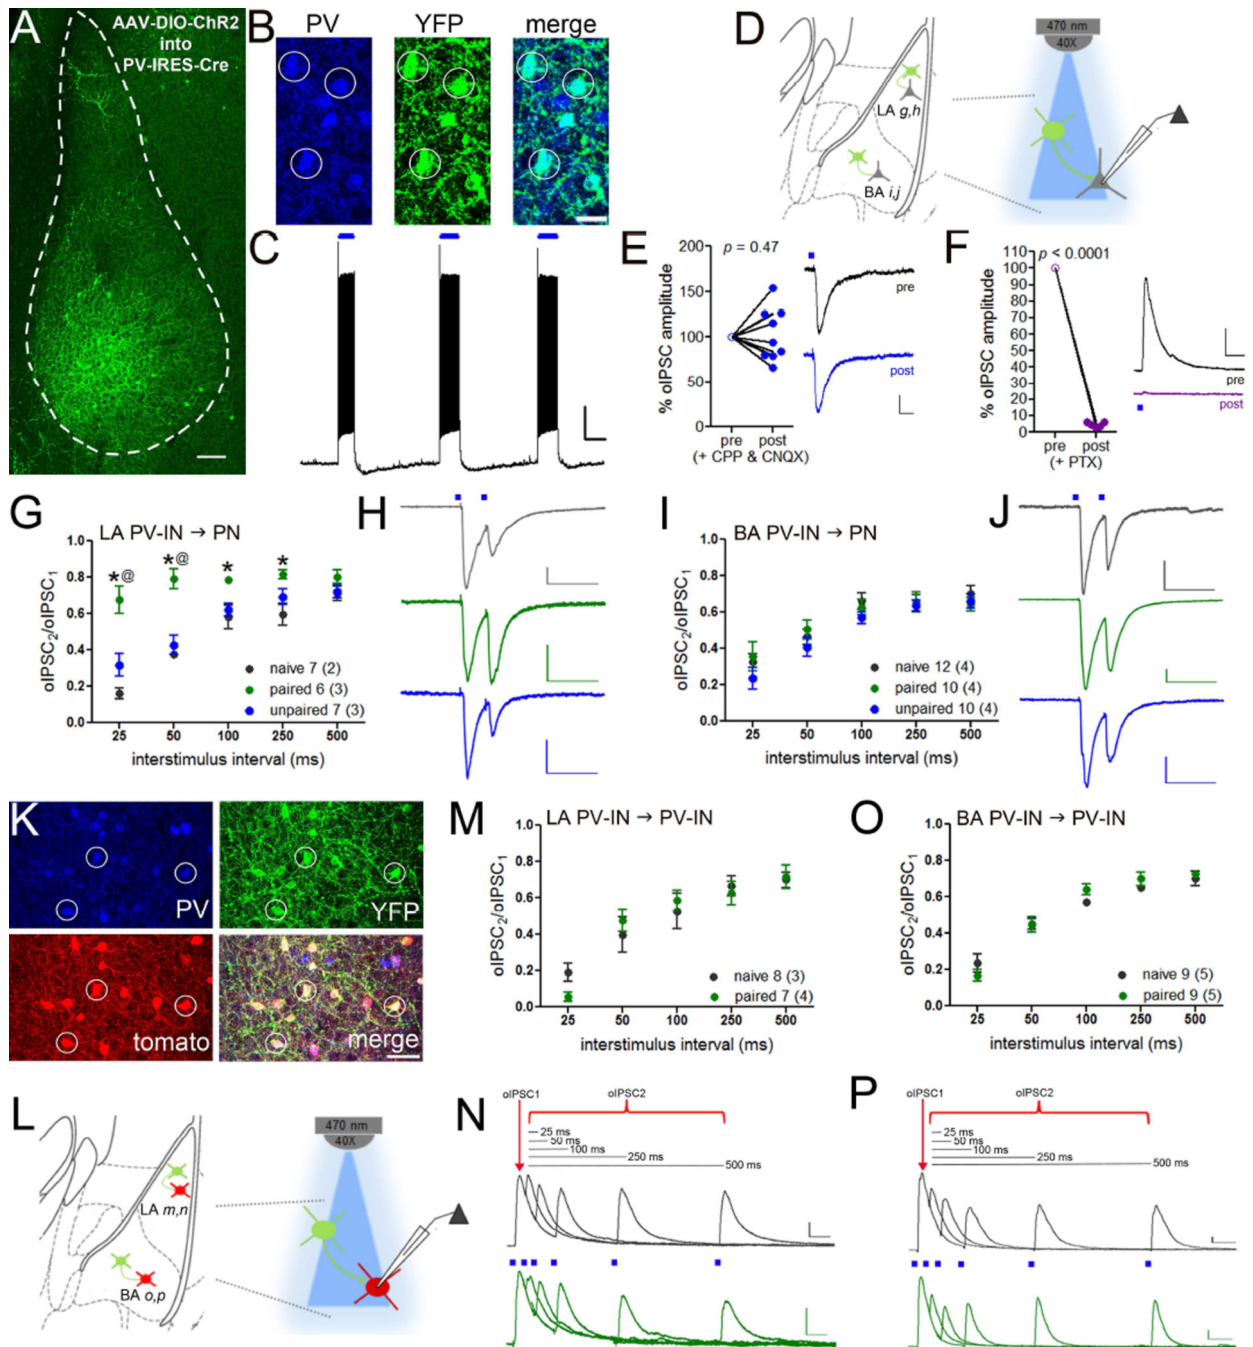 A
AAV-DIO-ChR2
into
PV-IRES-Cre
B
PV
YFP
merge
C
D
470 nm
40X
LA g,h
BA i,j
E
p = 0.47
% oIPSC amplitude
200
150
100
50
0
pre
post
(+ CPP & CNQX)
pre
post
F
p < 0.0001
% oIPSC amplitude
100
90
80
70
60
50
40
30
20
10
0
pre
post
(+ PTX)
pre
post
G
LA PV-IN → PN
oIPSC2/oIPSC1
1.0
0.8
0.6
0.4
0.2
0.0
*@
*@
*
*
naive 7 (2)
paired 6 (3)
unpaired 7 (3)
25
50
100
250
500
interstimulus interval (ms)
H
I
BA PV-IN → PN
oIPSC2/oIPSC1
1.0
0.8
0.6
0.4
0.2
0.0
naive 12 (4)
paired 10 (4)
unpaired 10 (4)
25
50
100
250
500
interstimulus interval (ms)
J
K
PV
YFP
tomato
merge
M
LA PV-IN → PV-IN
oIPSC2/oIPSC1
1.0
0.8
0.6
0.4
0.2
0.0
naive 8 (3)
paired 7 (4)
25
50
100
250
500
interstimulus interval (ms)
O
BA PV-IN → PV-IN
oIPSC2/oIPSC1
1.0
0.8
0.6
0.4
0.2
0.0
naive 9 (5)
paired 9 (5)
25
50
100
250
500
interstimulus interval (ms)
L
470 nm
40X
LA m,n
BA o,p
N
oIPSC1
oIPSC2
25 ms
50 ms
100 ms
250 ms
500 ms
P
oIPSC1
oIPSC2
25 ms
50 ms
100 ms
250 ms
500 ms